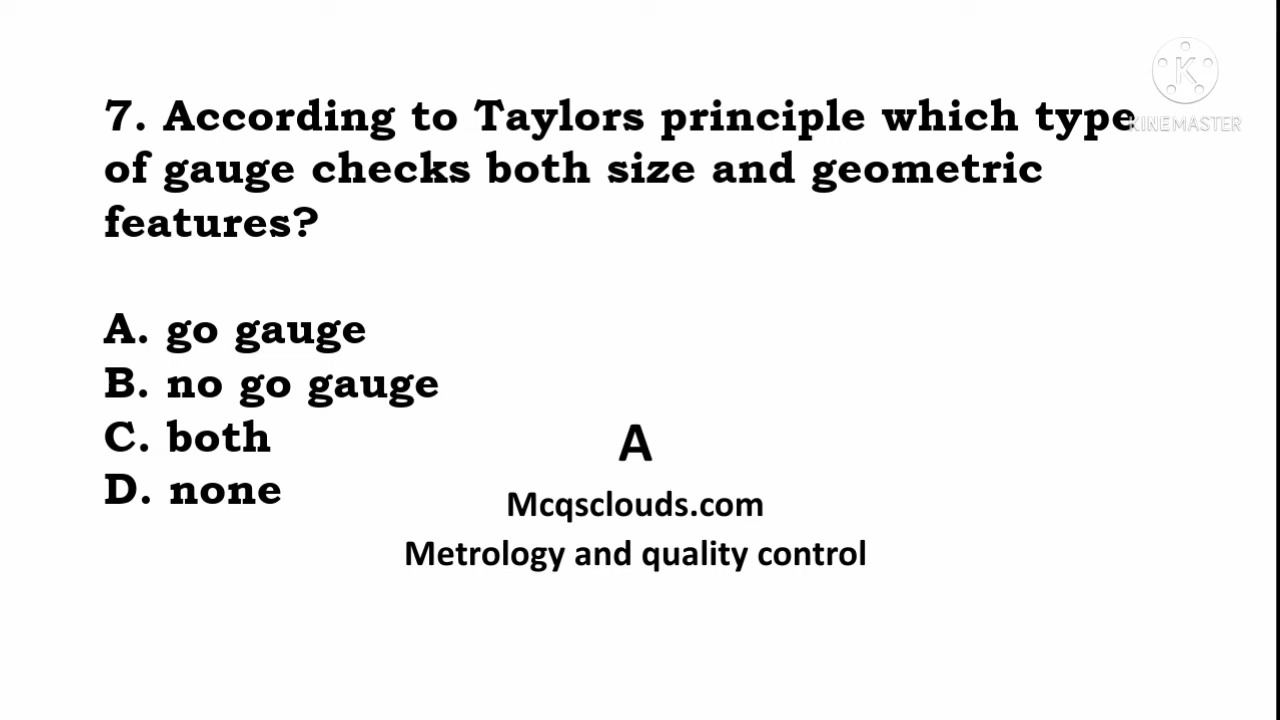 7. According to Taylors principle which type
of gauge checks both size and geometric
features?
A. go gauge
B. no go gauge
C. both
D. none
A
Mcqsclouds.com
Metrology and quality control
K
KINEMASTER